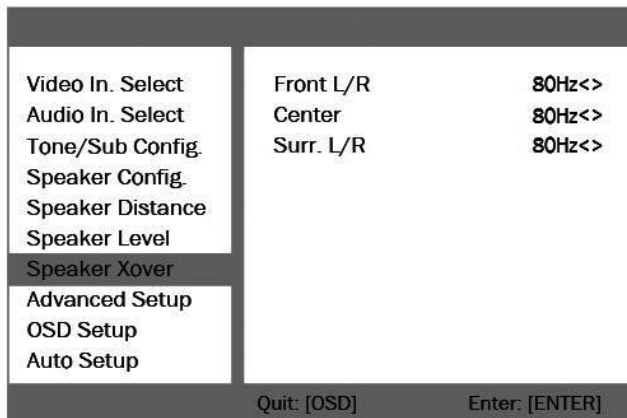 Video In. Select
Audio In. Select
Tone/Sub Config.
Speaker Config.
Speaker Distance
Speaker Level
Speaker Xover
Advanced Setup
OSD Setup
Auto Setup
Front L/R 80Hz<>
Center 80Hz<>
Surr. L/R 80Hz<>
Quit: [OSD] Enter: [ENTER]